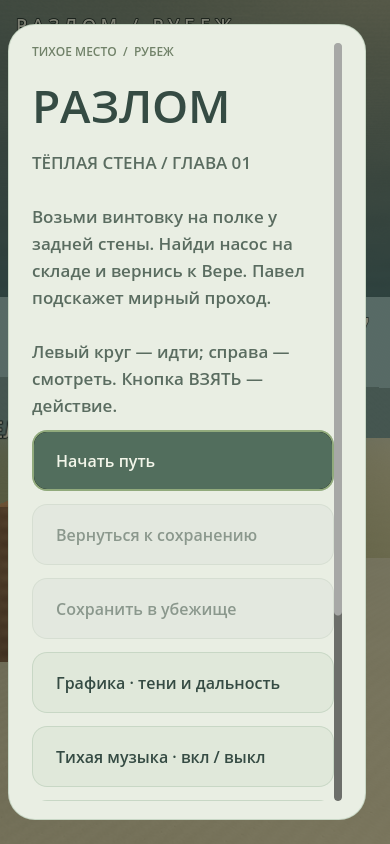 РАЗЛОМ / РУБЕЖ
ТИХОЕ МЕСТО / РУБЕЖ
РАЗЛОМ
ТЁПЛАЯ СТЕНА / ГЛАВА 01
Возьми винтовку на полке у
задней стены. Найди насос на
складе и вернись к Вере. Павел
подскажет мирный проход.
Левый круг — идти; справа —
смотреть. Кнопка ВЗЯТЬ —
действие.
Начать путь
Вернуться к сохранению
Сохранить в убежище
Графика · тени и дальность
Тихая музыка · вкл / выкл